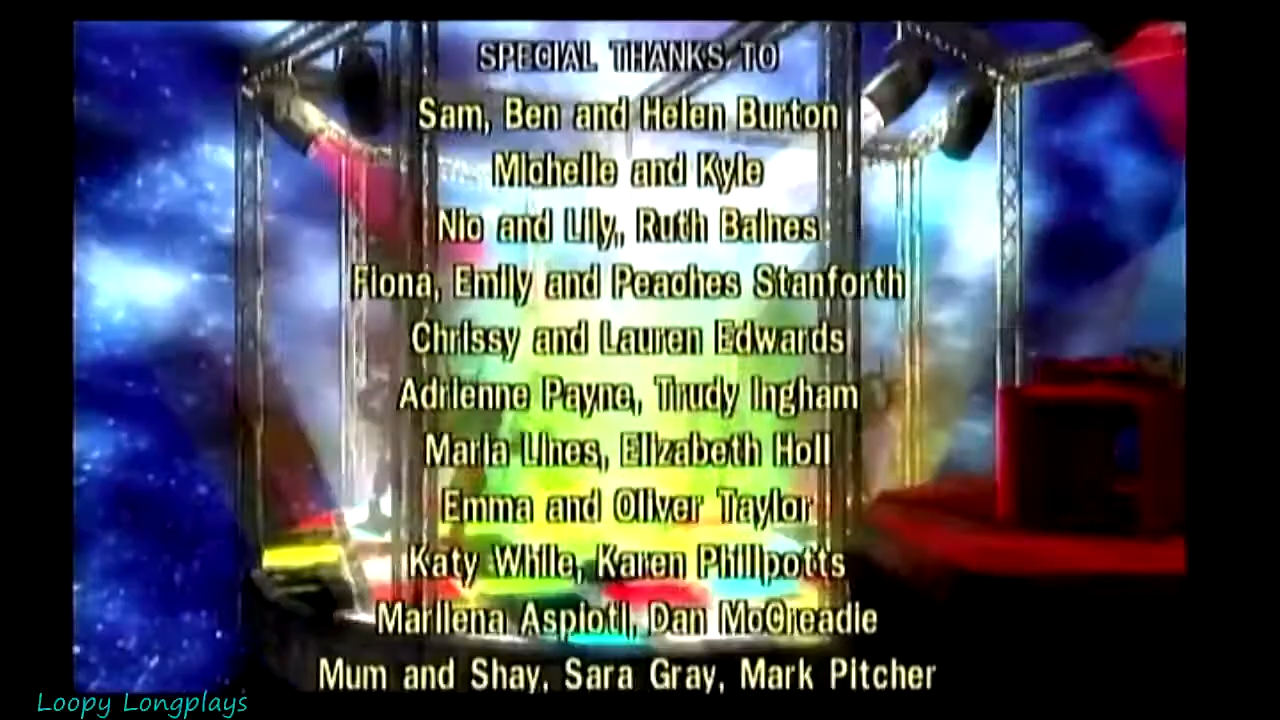 SPECIAL THANKS TO
Sam, Ben and Helen Burton
Michelle and Kyle
Nic and Lily, Ruth Baines
Fiona, Emily and Peaches Stanforth
Chrissy and Lauren Edwards
Adrienne Payne, Trudy Ingham
Maria Lines, Elizabeth Holl
Emma and Oliver Taylor
Katy While, Karen Phillpotts
Marilena Aspioti, Dan McCreadie
Mum and Shay, Sara Gray, Mark Pitcher
Loopy Longplays